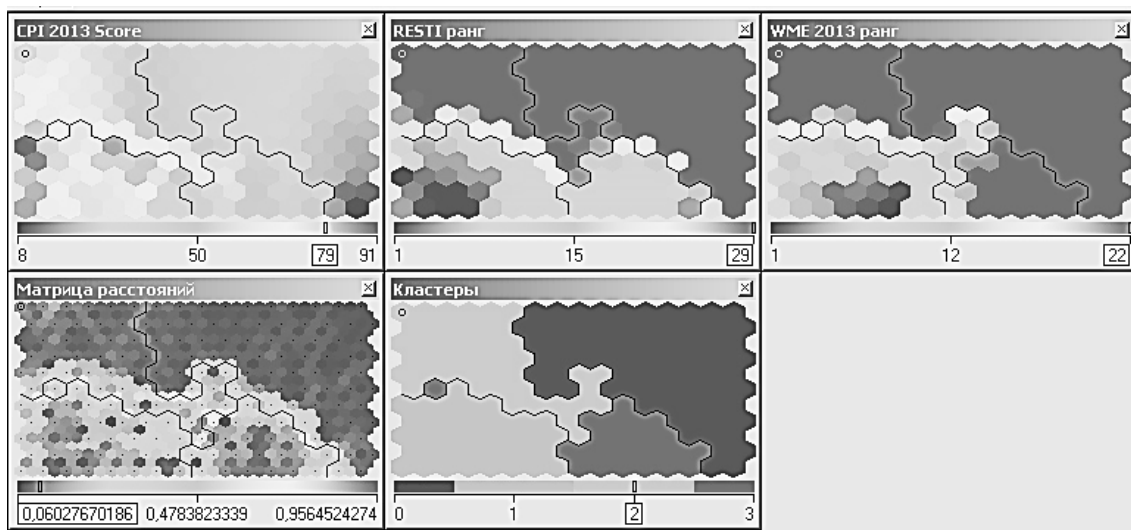 CPI 2013 Score
8 50 79 91
RESTI ранг
1 15 29
WME 2013 ранг
1 12 22
Матрица расстояний
0,06027670186 0,4783823339 0,9564524274
Кластеры
0 1 2 3